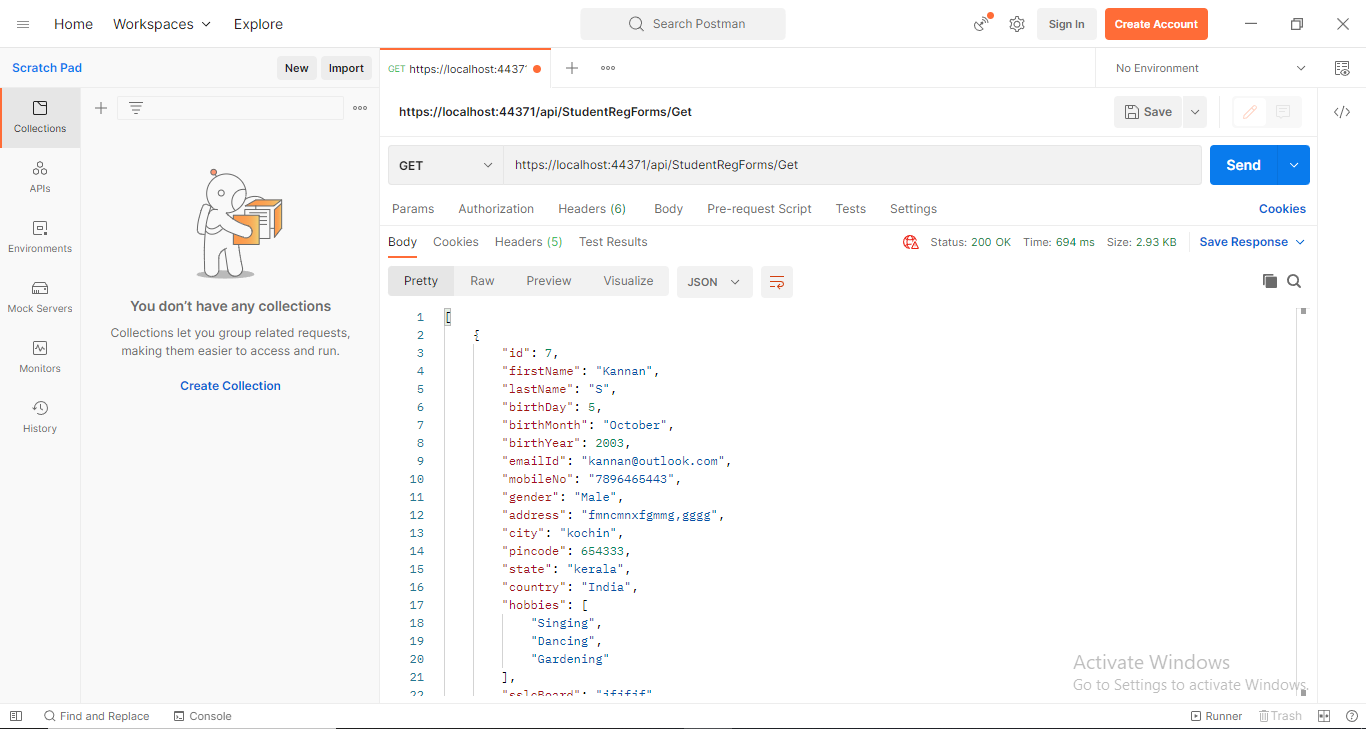 Home Workspaces Explore Search Postman Sign In Create Account
Scratch Pad New Import GET https://localhost:4437 No Environment
Collections
APIs
Environments
Mock Servers
Monitors
History
You don't have any collections
Collections let you group related requests,
making them easier to access and run.
Create Collection
https://localhost:44371/api/StudentRegForms/Get Save
GET https://localhost:44371/api/StudentRegForms/Get Send
Params Authorization Headers (6) Body Pre-request Script Tests Settings Cookies
Body Cookies Headers (5) Test Results Status: 200 OK Time: 694 ms Size: 2.93 KB Save Response
Pretty Raw Preview Visualize JSON
1 [
2 {
3 "id": 7,
4 "firstName": "Kannan",
5 "lastName": "S",
6 "birthDay": 5,
7 "birthMonth": "October",
8 "birthYear": 2003,
9 "emailId": "kannan@outlook.com",
10 "mobileNo": "7896465443",
11 "gender": "Male",
12 "address": "fmncmnxfgmmg,gggg",
13 "city": "kochin",
14 "pincode": 654333,
15 "state": "kerala",
16 "country": "India",
17 "hobbies": [
18 "Singing",
19 "Dancing",
20 "Gardening"
21 ],
22 "sslcBoard": "ififif"
Activate Windows
Go to Settings to activate Windows.
Find and Replace Console Runner Trash